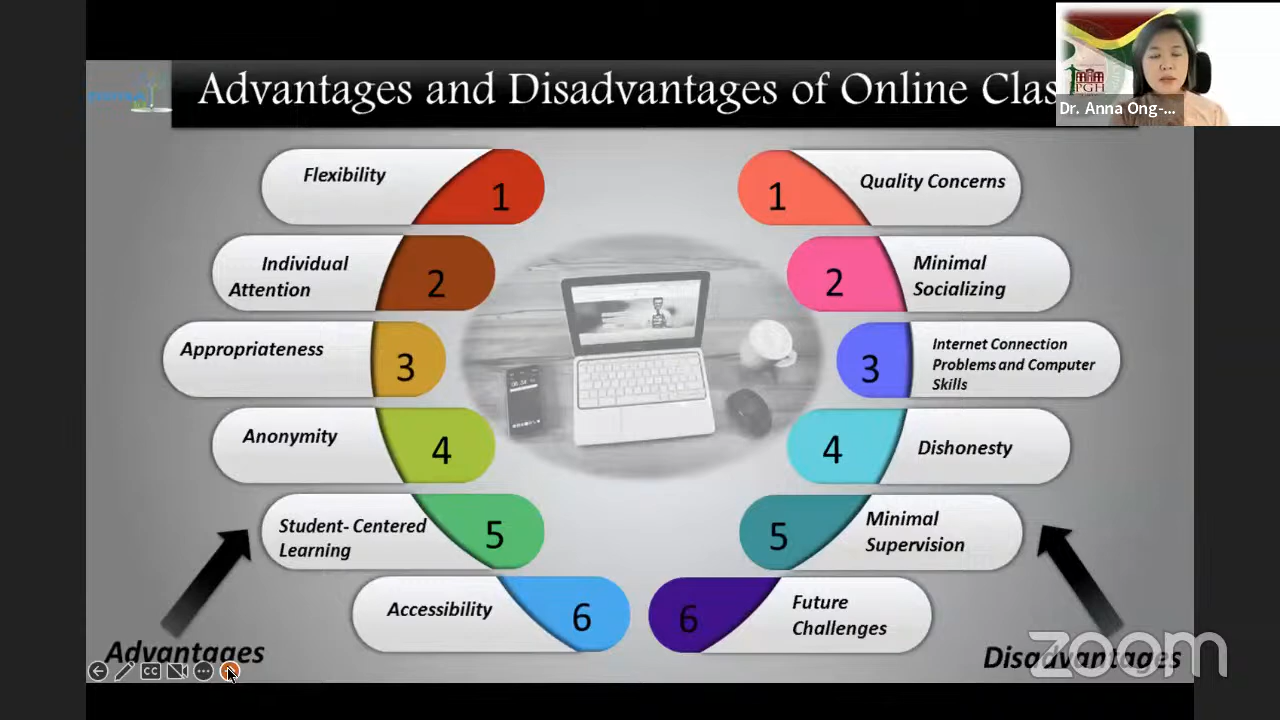 Advantages and Disadvantages of Online Clas
Dr. Anna Ong-...
PGH
Flexibility
1
Individual
Attention
2
Appropriateness
3
Anonymity
4
Student- Centered
Learning
5
Accessibility
6
Advantages
1
Quality Concerns
2
Minimal
Socializing
3
Internet Connection
Problems and Computer
Skills
4
Dishonesty
5
Minimal
Supervision
6
Future
Challenges
Disadvantages
zoom
CC